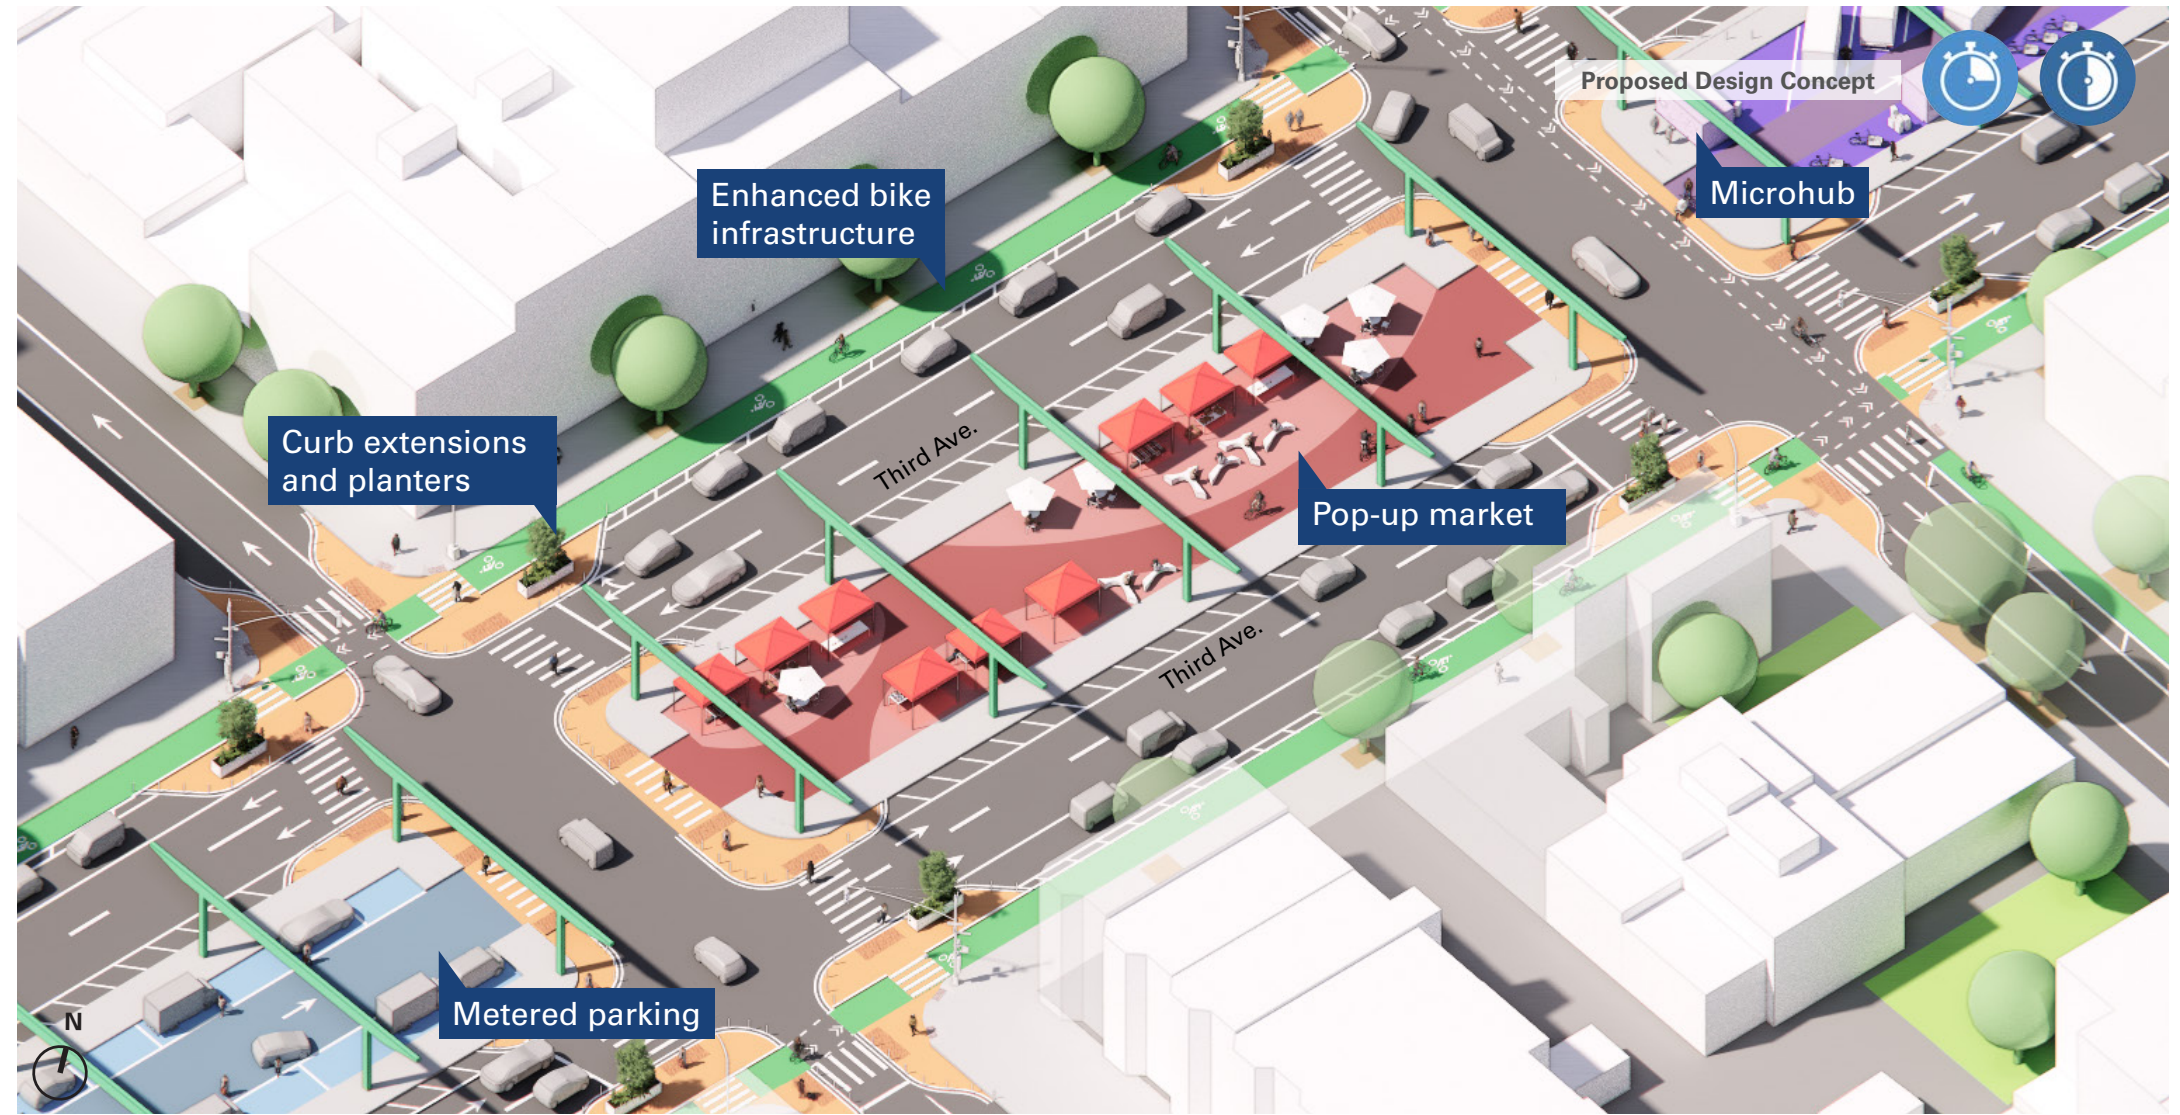 Proposed Design Concept
Microhub
Enhanced bike
infrastructure
Curb extensions
and planters
Third Ave.
Pop-up market
Third Ave.
Metered parking
N